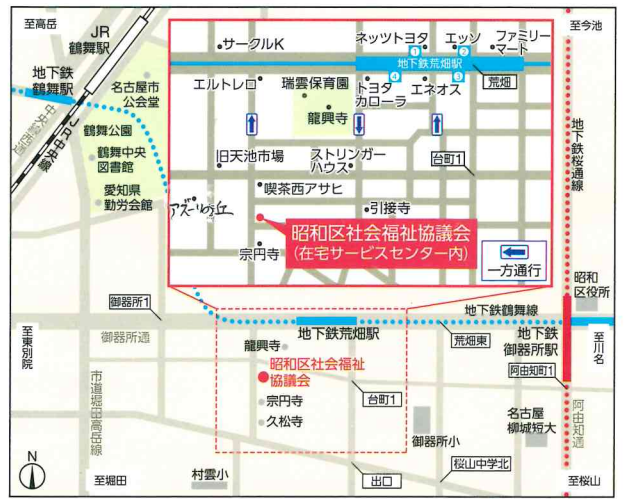 至高岳
JR
鶴舞駅
地下鉄
鶴舞駅
中央線西通
JR中央線
名古屋市
公会堂
鶴舞公園
鶴舞中央
図書館
愛知県
勤労会館
サークルK
ネッツトヨタ
エッソ
ファミリー
マート
1
2
地下鉄荒畑駅
4
3
荒畑
エルトレロ
瑞雲保育園
トヨタ
カローラ
エネオス
龍興寺
旧天池市場
ストリンガー
ハウス
台町1
喫茶西アサヒ
アズーリの丘
引接寺
昭和区社会福祉協議会
(在宅サービスセンター内)
宗円寺
一方通行
至今池
地下鉄桜通線
昭和
区役所
御器所1
御器所通
至東別院
地下鉄鶴舞線
地下鉄荒畑駅
荒畑東
地下鉄
御器所駅
至川名
龍興寺
昭和区社会福祉
協議会
阿由知町1
台町1
宗円寺
久松寺
市道堀田高岳線
御器所小
名古屋
柳城短大
阿由知通
N
至堀田
村雲小
出口
桜山中学北
至桜山